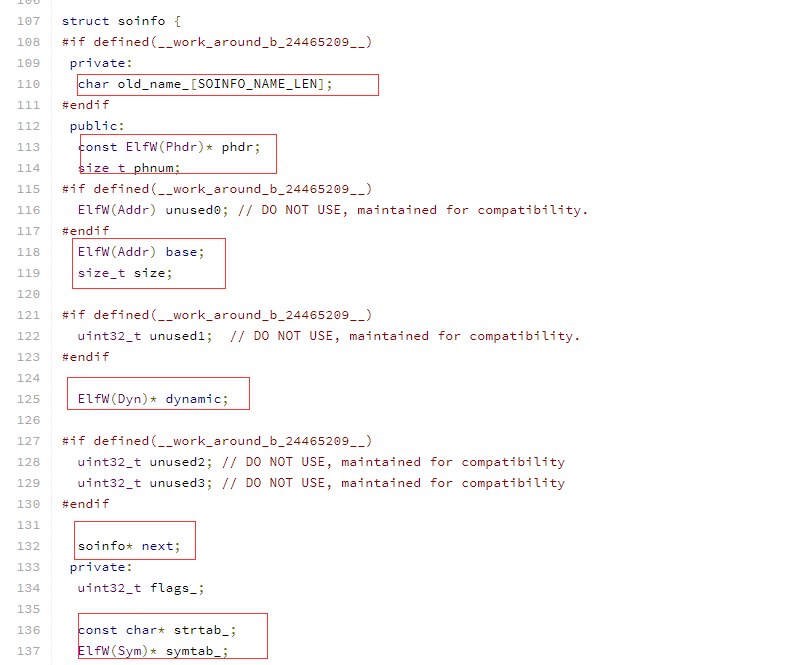 106
107 struct soinfo {
108 #if defined(__work_around_b_24465209__)
109 private:
110 char old_name_[SOINFO_NAME_LEN];
111 #endif
112 public:
113 const ElfW(Phdr)* phdr;
114 size_t phnum;
115 #if defined(__work_around_b_24465209__)
116 ElfW(Addr) unused0; // DO NOT USE, maintained for compatibility.
117 #endif
118 ElfW(Addr) base;
119 size_t size;
120
121 #if defined(__work_around_b_24465209__)
122 uint32_t unused1;  // DO NOT USE, maintained for compatibility.
123 #endif
124
125 ElfW(Dyn)* dynamic;
126
127 #if defined(__work_around_b_24465209__)
128 uint32_t unused2; // DO NOT USE, maintained for compatibility
129 uint32_t unused3; // DO NOT USE, maintained for compatibility
130 #endif
131
132 soinfo* next;
133 private:
134 uint32_t flags_;
135
136 const char* strtab_;
137 ElfW(Sym)* symtab_;